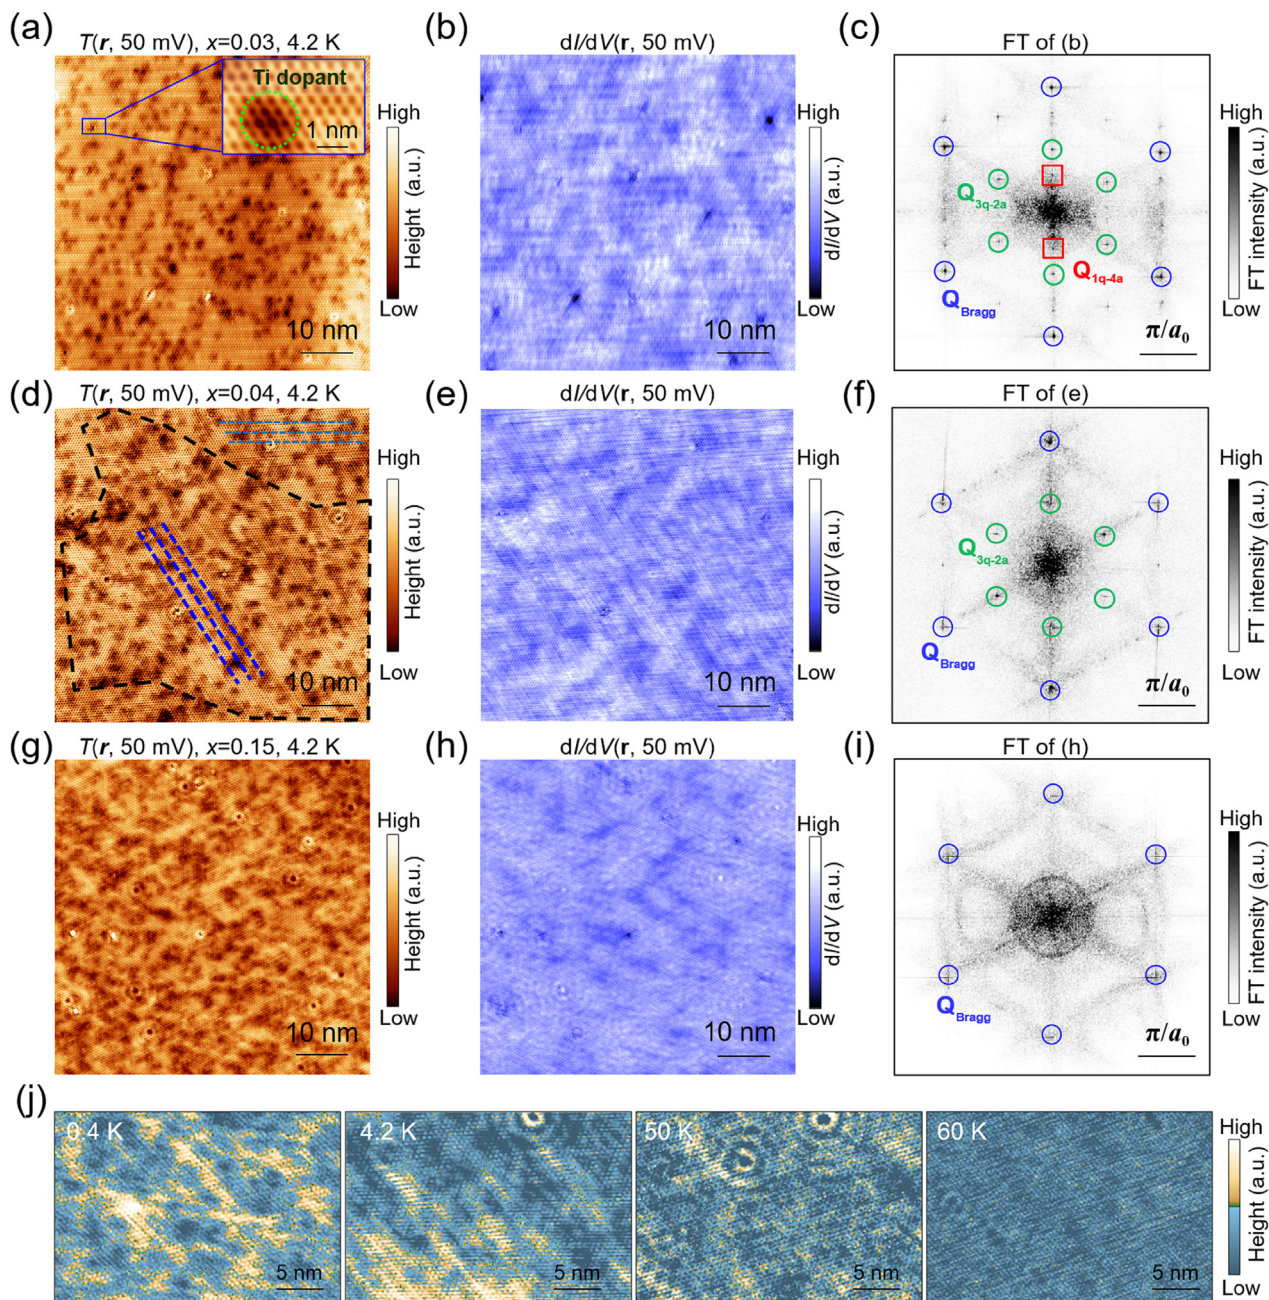 (a)
T(r, 50 mV), x=0.03, 4.2 K
Ti dopant
1 nm
10 nm
High
Height (a.u.)
Low
(b)
dI/dV(r, 50 mV)
10 nm
High
dI/dV (a.u.)
Low
(c)
FT of (b)
Q3q-2a
Q1q-4a
QBragg
π/a0
High
FT intensity (a.u.)
Low
(d)
T(r, 50 mV), x=0.04, 4.2 K
10 nm
High
Height (a.u.)
Low
(e)
dI/dV(r, 50 mV)
10 nm
High
dI/dV (a.u.)
Low
(f)
FT of (e)
Q3q-2a
QBragg
π/a0
High
FT intensity (a.u.)
Low
(g)
T(r, 50 mV), x=0.15, 4.2 K
10 nm
High
Height (a.u.)
Low
(h)
dI/dV(r, 50 mV)
10 nm
High
dI/dV (a.u.)
Low
(i)
FT of (h)
QBragg
π/a0
High
FT intensity (a.u.)
Low
(j)
0.4 K
5 nm
4.2 K
5 nm
50 K
5 nm
60 K
5 nm
High
Height (a.u.)
Low